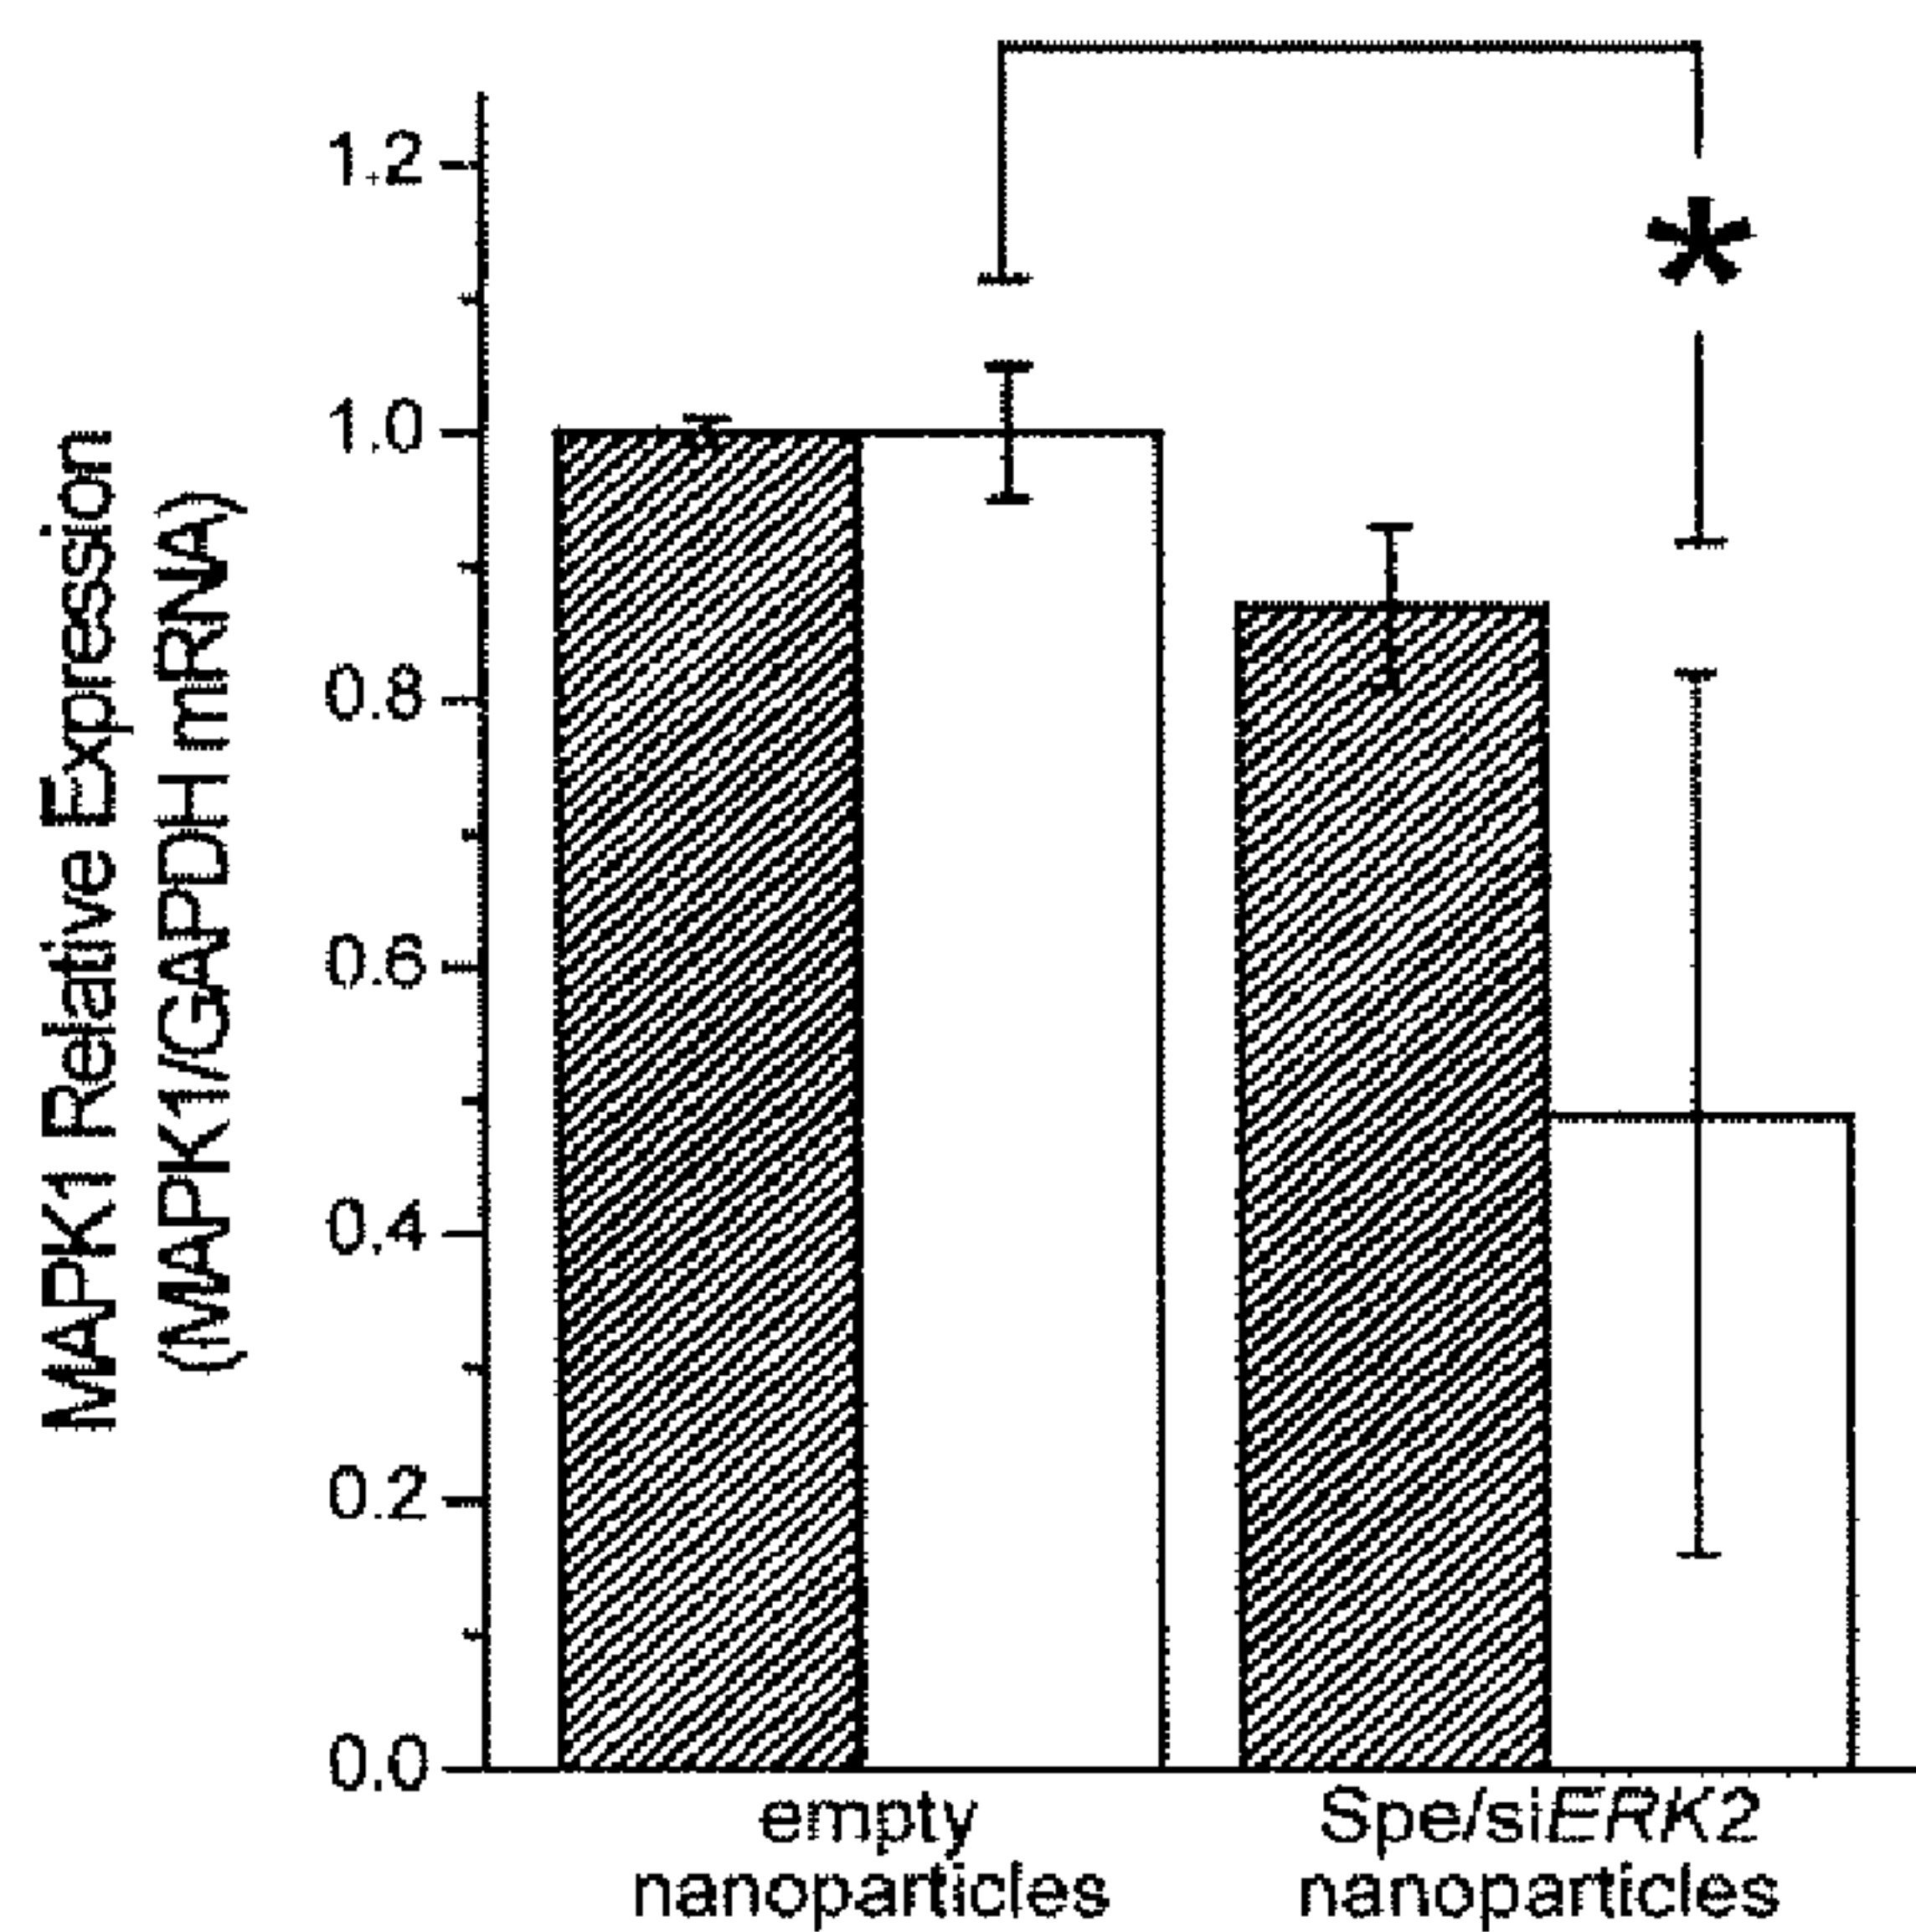 MAPK1 Relative Expression
(MAPK1/GAPDH mRNA)
1.2
1.0
0.8
0.6
0.4
0.2
0.0
*
empty
nanoparticles
Spe/siERK2
nanoparticles